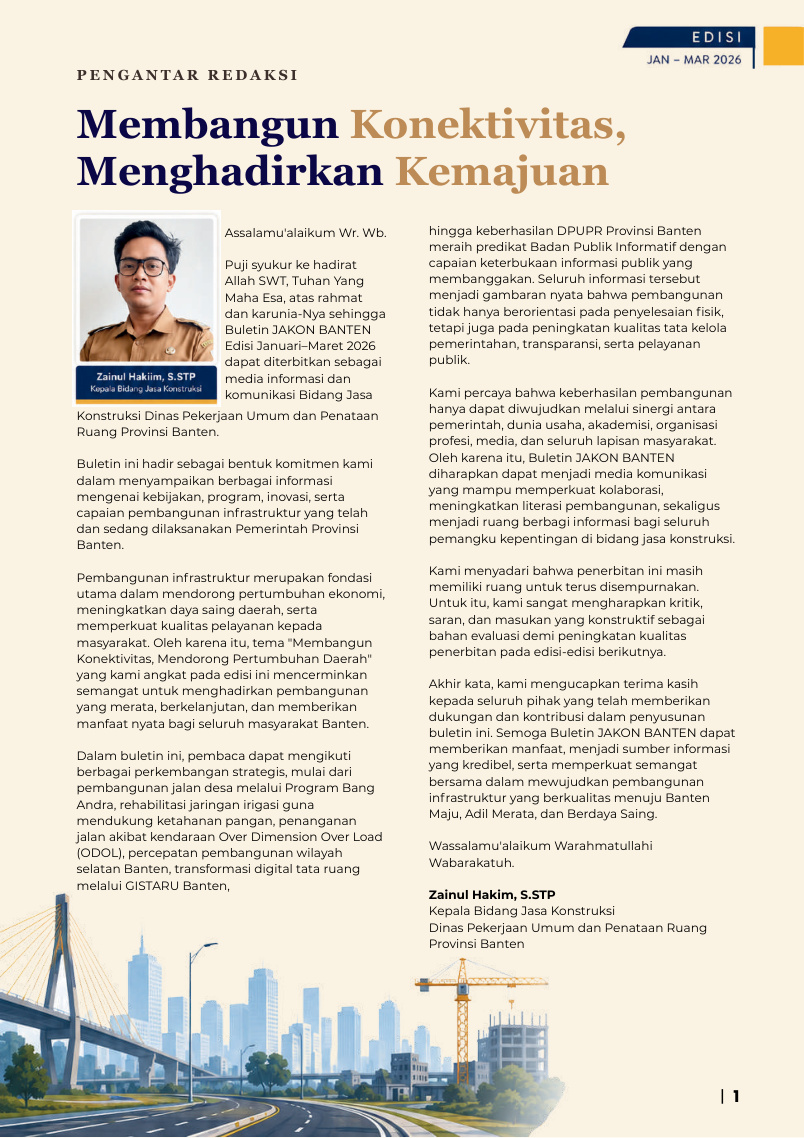 EDISI
JAN – MAR 2026
PENGANTAR REDAKSI
Membangun Konektivitas,
Menghadirkan Kemajuan
Zainul Hakiim, S.STP
Kepala Bidang Jasa Konstruksi
Assalamu'alaikum Wr. Wb.
Puji syukur ke hadirat
Allah SWT, Tuhan Yang
Maha Esa, atas rahmat
dan karunia-Nya sehingga
Buletin JAKON BANTEN
Edisi Januari–Maret 2026
dapat diterbitkan sebagai
media informasi dan
komunikasi Bidang Jasa
Konstruksi Dinas Pekerjaan Umum dan Penataan
Ruang Provinsi Banten.
Buletin ini hadir sebagai bentuk komitmen kami
dalam menyampaikan berbagai informasi
mengenai kebijakan, program, inovasi, serta
capaian pembangunan infrastruktur yang telah
dan sedang dilaksanakan Pemerintah Provinsi
Banten.
Pembangunan infrastruktur merupakan fondasi
utama dalam mendorong pertumbuhan ekonomi,
meningkatkan daya saing daerah, serta
memperkuat kualitas pelayanan kepada
masyarakat. Oleh karena itu, tema "Membangun
Konektivitas, Mendorong Pertumbuhan Daerah"
yang kami angkat pada edisi ini mencerminkan
semangat untuk menghadirkan pembangunan
yang merata, berkelanjutan, dan memberikan
manfaat nyata bagi seluruh masyarakat Banten.
Dalam buletin ini, pembaca dapat mengikuti
berbagai perkembangan strategis, mulai dari
pembangunan jalan desa melalui Program Bang
Andra, rehabilitasi jaringan irigasi guna
mendukung ketahanan pangan, penanganan
jalan akibat kendaraan Over Dimension Over Load
(ODOL), percepatan pembangunan wilayah
selatan Banten, transformasi digital tata ruang
melalui GISTARU Banten,
hingga keberhasilan DPUPR Provinsi Banten
meraih predikat Badan Publik Informatif dengan
capaian keterbukaan informasi publik yang
membanggakan. Seluruh informasi tersebut
menjadi gambaran nyata bahwa pembangunan
tidak hanya berorientasi pada penyelesaian fisik,
tetapi juga pada peningkatan kualitas tata kelola
pemerintahan, transparansi, serta pelayanan
publik.
Kami percaya bahwa keberhasilan pembangunan
hanya dapat diwujudkan melalui sinergi antara
pemerintah, dunia usaha, akademisi, organisasi
profesi, media, dan seluruh lapisan masyarakat.
Oleh karena itu, Buletin JAKON BANTEN
diharapkan dapat menjadi media komunikasi
yang mampu memperkuat kolaborasi,
meningkatkan literasi pembangunan, sekaligus
menjadi ruang berbagi informasi bagi seluruh
pemangku kepentingan di bidang jasa konstruksi.
Kami menyadari bahwa penerbitan ini masih
memiliki ruang untuk terus disempurnakan.
Untuk itu, kami sangat mengharapkan kritik,
saran, dan masukan yang konstruktif sebagai
bahan evaluasi demi peningkatan kualitas
penerbitan pada edisi-edisi berikutnya.
Akhir kata, kami mengucapkan terima kasih
kepada seluruh pihak yang telah memberikan
dukungan dan kontribusi dalam penyusunan
buletin ini. Semoga Buletin JAKON BANTEN dapat
memberikan manfaat, menjadi sumber informasi
yang kredibel, serta memperkuat semangat
bersama dalam mewujudkan pembangunan
infrastruktur yang berkualitas menuju Banten
Maju, Adil Merata, dan Berdaya Saing.
Wassalamu'alaikum Warahmatullahi
Wabarakatuh.
Zainul Hakim, S.STP
Kepala Bidang Jasa Konstruksi
Dinas Pekerjaan Umum dan Penataan Ruang
Provinsi Banten
| 1